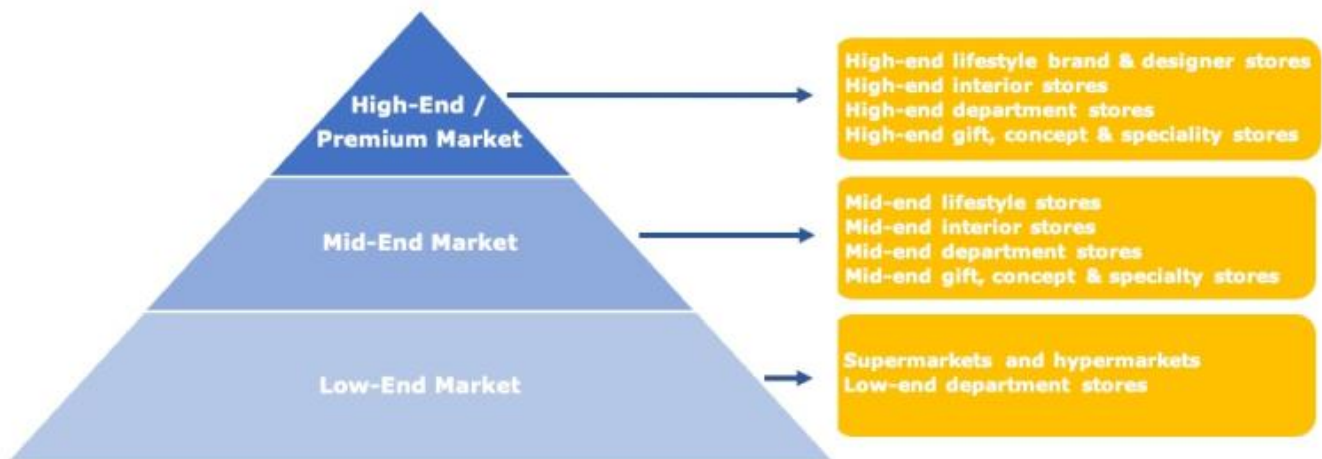 High-End /
Premium Market
High-end lifestyle brand & designer stores
High-end interior stores
High-end department stores
High-end gift, concept & speciality stores
Mid-End Market
Mid-end lifestyle stores
Mid-end interior stores
Mid-end department stores
Mid-end gift, concept & specialty stores
Low-End Market
Supermarkets and hypermarkets
Low-end department stores